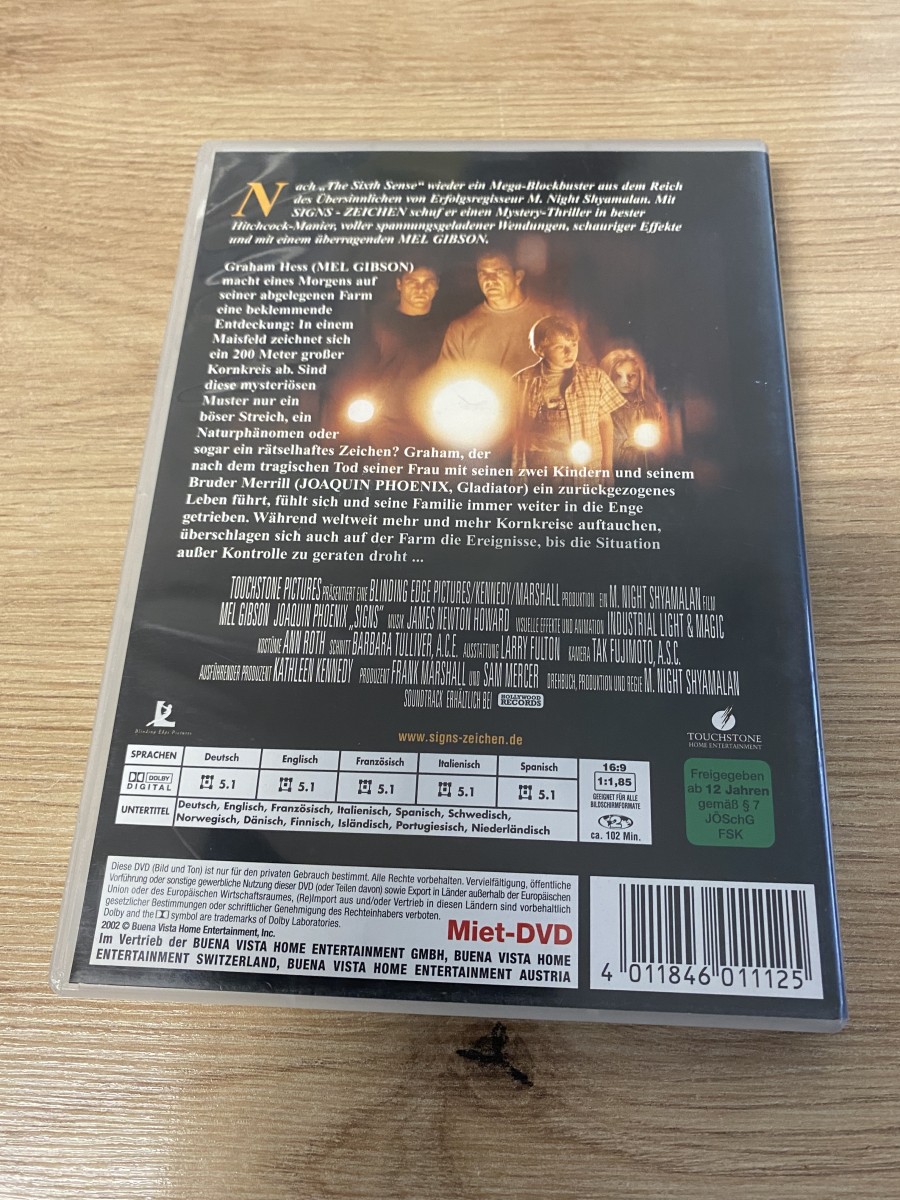 Nach „The Sixth Sense“ wieder ein Mega-Blockbuster aus dem Reich
des Übersinnlichen von Erfolgsregisseur M. Night Shyamalan. Mit
SIGNS - ZEICHEN schuf er einen Mystery-Thriller in bester
Hitchcock-Manier, voller spannungsgeladener Wendungen, schauriger Effekte
und mit einem überragenden MEL GIBSON.
Graham Hess (MEL GIBSON)
macht eines Morgens auf
seiner abgelegenen Farm
eine beklemmende
Entdeckung: In einem
Maisfeld zeichnet sich
ein 200 Meter großer
Kornkreis ab. Sind
diese mysteriösen
Muster nur ein
böser Streich, ein
Naturphänomen oder
sogar ein rätselhaftes Zeichen? Graham, der
nach dem tragischen Tod seiner Frau mit seinen zwei Kindern und seinem
Bruder Merrill (JOAQUIN PHOENIX, Gladiator) ein zurückgezogenes
Leben führt, fühlt sich und seine Familie immer weiter in die Enge
getrieben. Während weltweit mehr und mehr Kornkreise auftauchen,
überschlagen sich auch auf der Farm die Ereignisse, bis die Situation
außer Kontrolle zu geraten droht ...
TOUCHSTONE PICTURES PRÄSENTIERT EINE BLINDING EDGE PICTURES/KENNEDY/MARSHALL PRODUKTION EIN M. NIGHT SHYAMALAN FILM
MEL GIBSON JOAQUIN PHOENIX „SIGNS“ MUSIK JAMES NEWTON HOWARD VISUELLE EFFEKTE UND ANIMATION INDUSTRIAL LIGHT & MAGIC
KOSTÜME ANN ROTH SCHNITT BARBARA TULLIVER, A.C.E. AUSSTATTUNG LARRY FULTON KAMERA TAK FUJIMOTO, A.S.C.
AUSFÜHRENDER PRODUZENT KATHLEEN KENNEDY PRODUZENT FRANK MARSHALL UND SAM MERCER DREHBUCH, PRODUKTION UND REGIE M. NIGHT SHYAMALAN
SOUNDTRACK ERHÄLTLICH BEI HOLLYWOOD RECORDS
Blinding Edge Pictures
www.signs-zeichen.de
TOUCHSTONE
HOME ENTERTAINMENT
SPRACHEN Deutsch Englisch Französisch Italienisch Spanisch
DOLBY DIGITAL 5.1 5.1 5.1 5.1 5.1
UNTERTITEL Deutsch, Englisch, Französisch, Italienisch, Spanisch, Schwedisch,
Norwegisch, Dänisch, Finnisch, Isländisch, Portugiesisch, Niederländisch
16:9
1:1,85
GEEIGNET FÜR ALLE
BILDSCHIRMFORMATE
2
ca. 102 Min.
Freigegeben
ab 12 Jahren
gemäß § 7
JÖSchG
FSK
Diese DVD (Bild und Ton) ist nur für den privaten Gebrauch bestimmt. Alle Rechte vorbehalten. Vervielfältigung, öffentliche
Vorführung oder sonstige gewerbliche Nutzung dieser DVD (oder Teilen davon) sowie Export in Länder außerhalb der Europäischen
Union oder des Europäischen Wirtschaftsraumes, (Re)Import aus und/oder Vertrieb in diesen Ländern sind vorbehaltlich
gesetzlicher Bestimmungen oder schriftlicher Genehmigung des Rechteinhabers verboten.
Dolby and the DD symbol are trademarks of Dolby Laboratories.
2002 © Buena Vista Home Entertainment, Inc.
Miet-DVD
Im Vertrieb der BUENA VISTA HOME ENTERTAINMENT GMBH, BUENA VISTA HOME
ENTERTAINMENT SWITZERLAND, BUENA VISTA HOME ENTERTAINMENT AUSTRIA
4 011846 011125